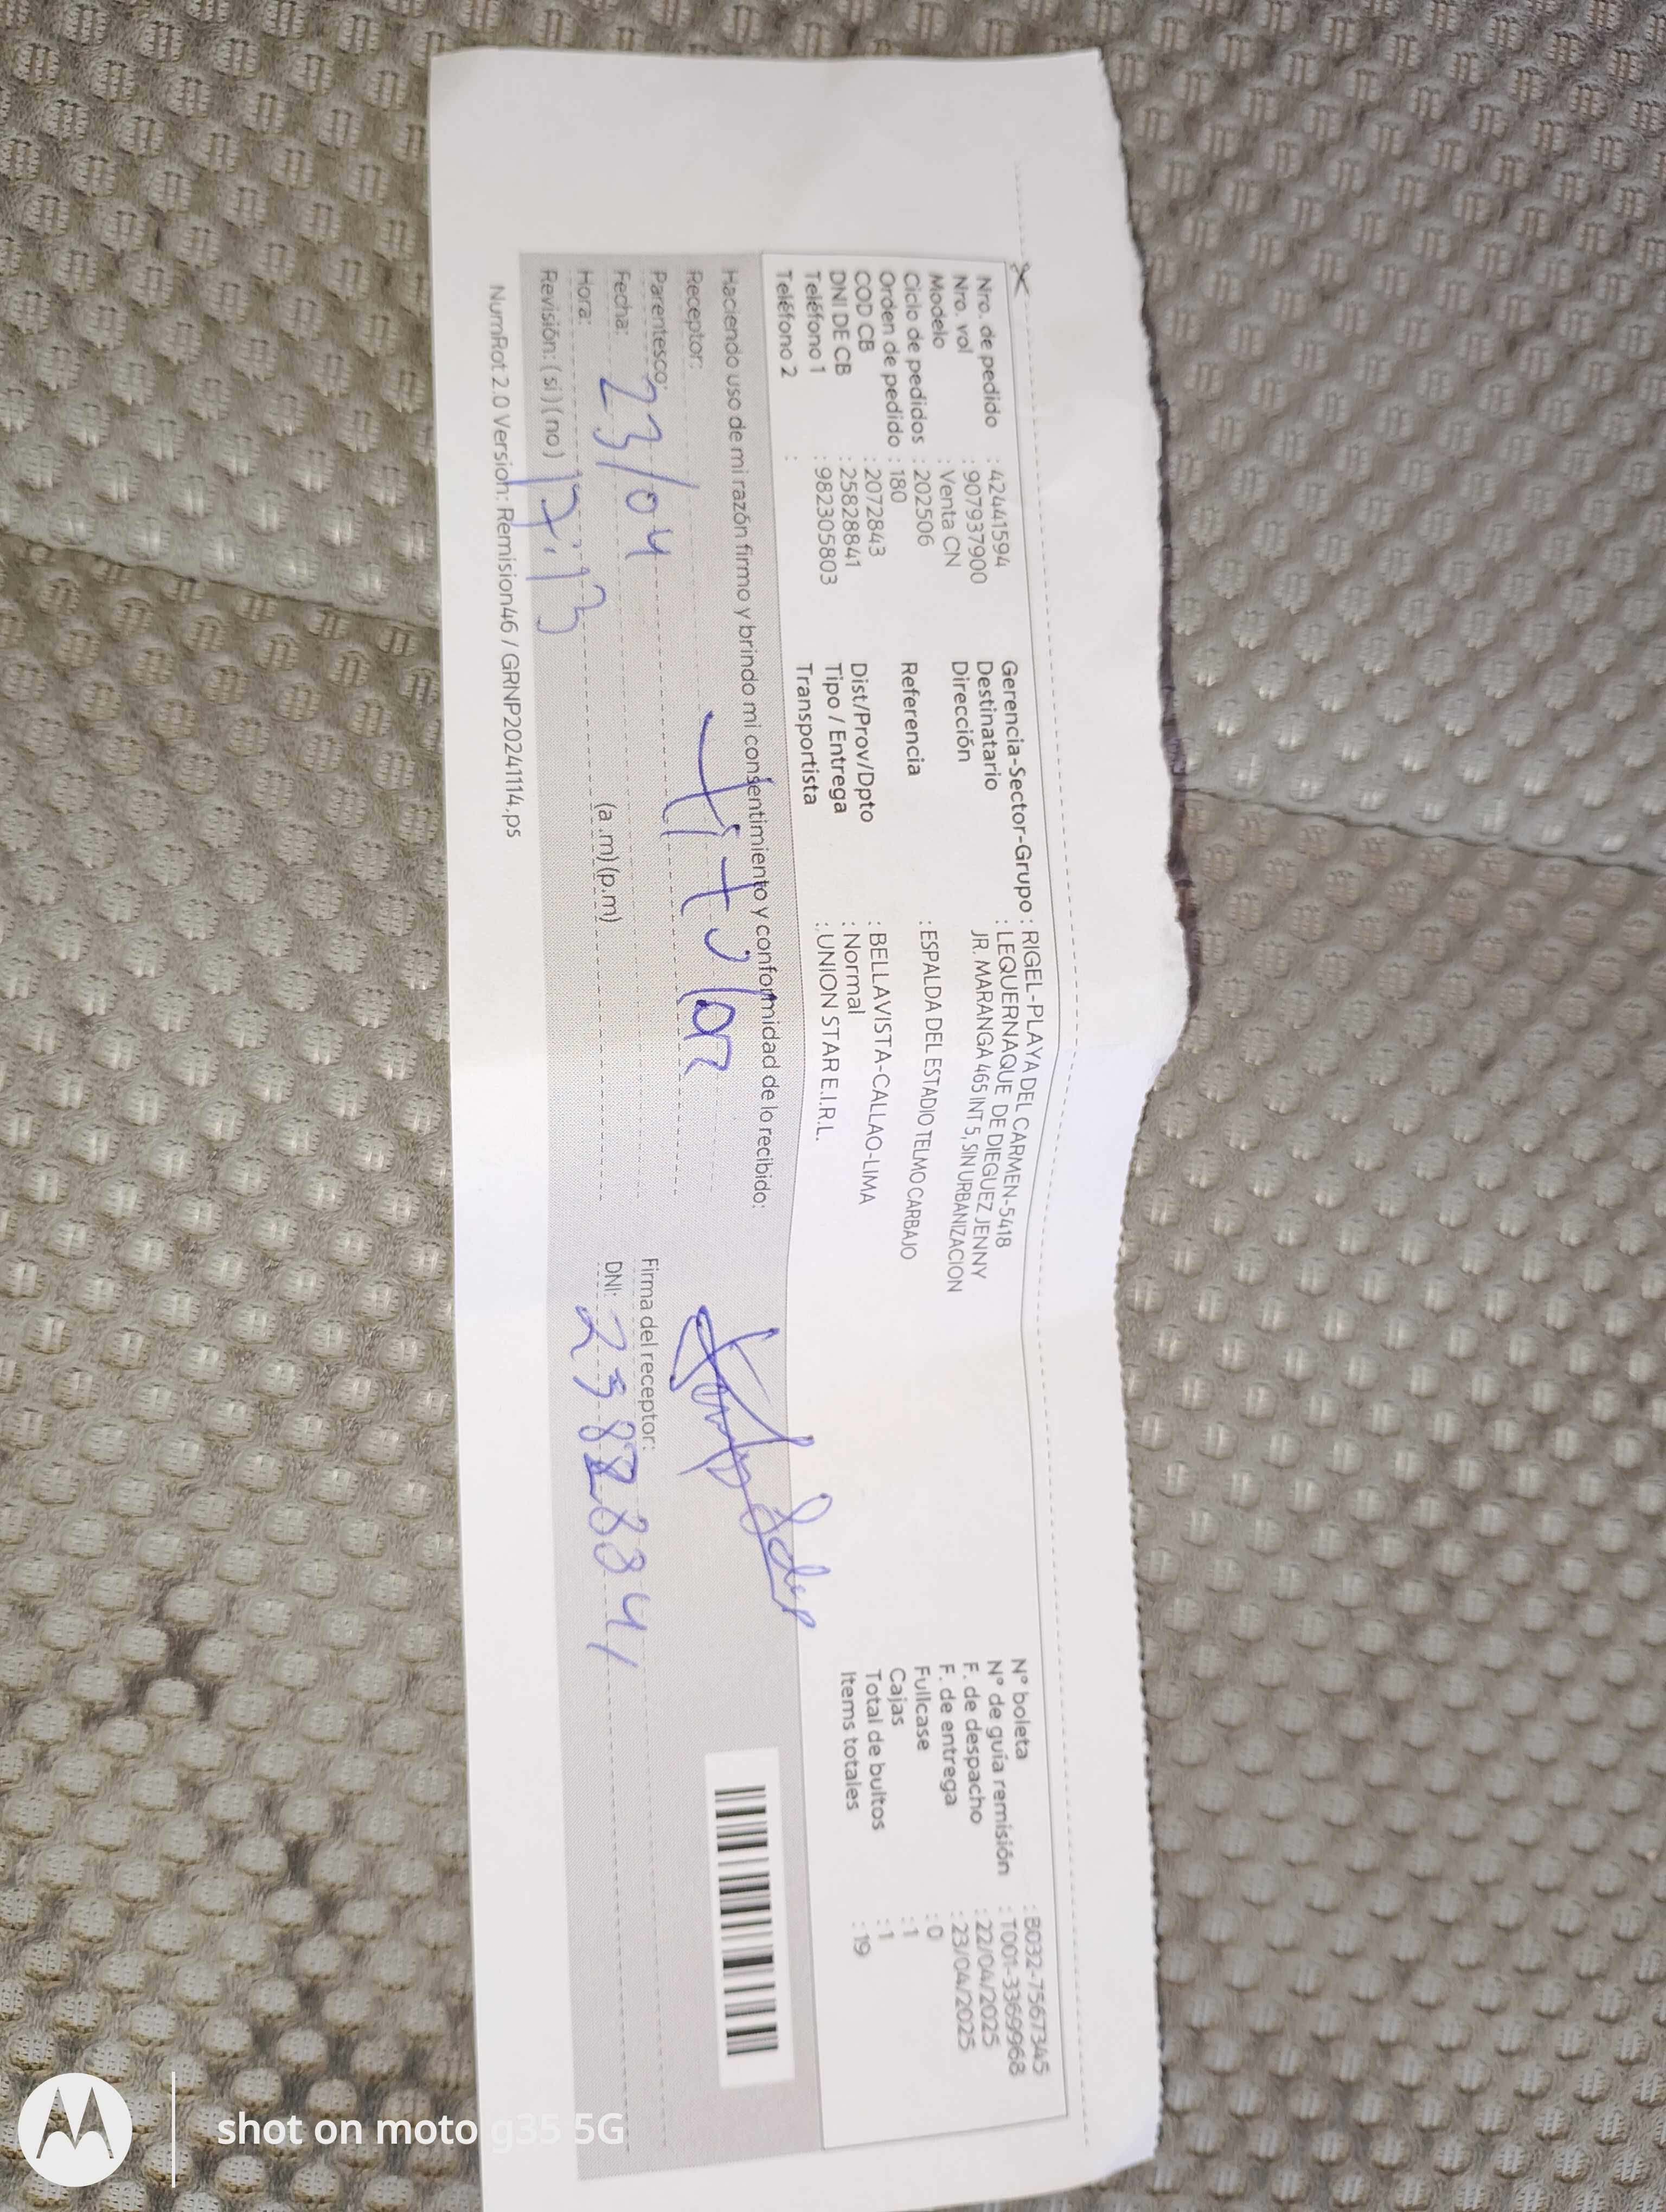 Nro. de pedido : 42441594
Nro. vol : 907937900
Modelo : Venta CN
Ciclo de pedidos : 202506
Orden de pedido : 180
COD CB : 2072843
DNI DE CB : 25828841
Teléfono 1 : 982305803
Teléfono 2 :
Gerencia-Sector-Grupo : RIGEL-PLAYA DEL CARMEN-5418
Destinatario : LEQUERNAQUE DE DIEGUEZ JENNY
Dirección JR. MARANGA 465 INT 5, SIN URBANIZACION
Referencia : ESPALDA DEL ESTADIO TELMO CARBAJO
Dist/Prov/Dpto : BELLAVISTA-CALLAO-LIMA
Tipo / Entrega : Normal
Transportista : UNION STAR E.I.R.L.
N° boleta : B032-75667345
N° de guía remisión : T001-33699968
F. de despacho : 22/04/2025
F. de entrega : 23/04/2025
Fullcase : 0
Cajas : 1
Total de bultos : 1
Items totales : 19
Haciendo uso de mi razón firmo y brindo mi consentimiento y conformidad de lo recibido:
Receptor:
Parentesco: Titular
Fecha: 23/04
Hora: 17:13 (a.m) (p.m)
Revisión: (si) (no)
Firma del receptor:
DNI: 25828841
NumRot 2.0 Version: Remision46 / GRNP20241114.ps
shot on moto g35 5G